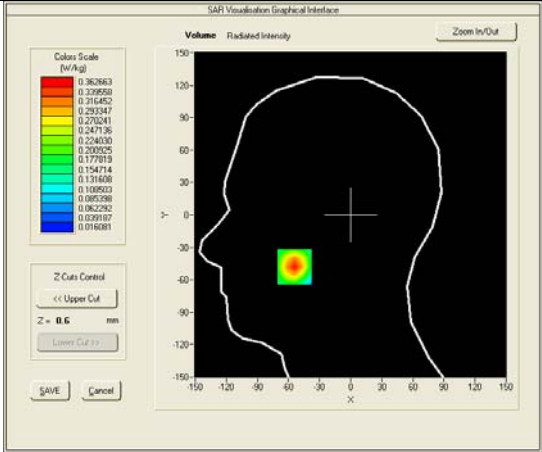 SAR Visualisation Graphical Interface
Volume Radiated Intensity
Zoom In/Out
Colors Scale
(W/kg)
0.362663
0.339558
0.316452
0.293347
0.270241
0.247136
0.224030
0.200925
0.177819
0.154714
0.131608
0.108503
0.085398
0.062292
0.039187
0.016081
Z Cuts Control
<< Upper Cut
Z = 0.6 mm
Lower Cut >>
SAVE Cancel
150
120
90
60
30
0
-30
-60
-90
-120
-150
Y
-150 -120 -90 -60 -30 0 30 60 90 120 150
X